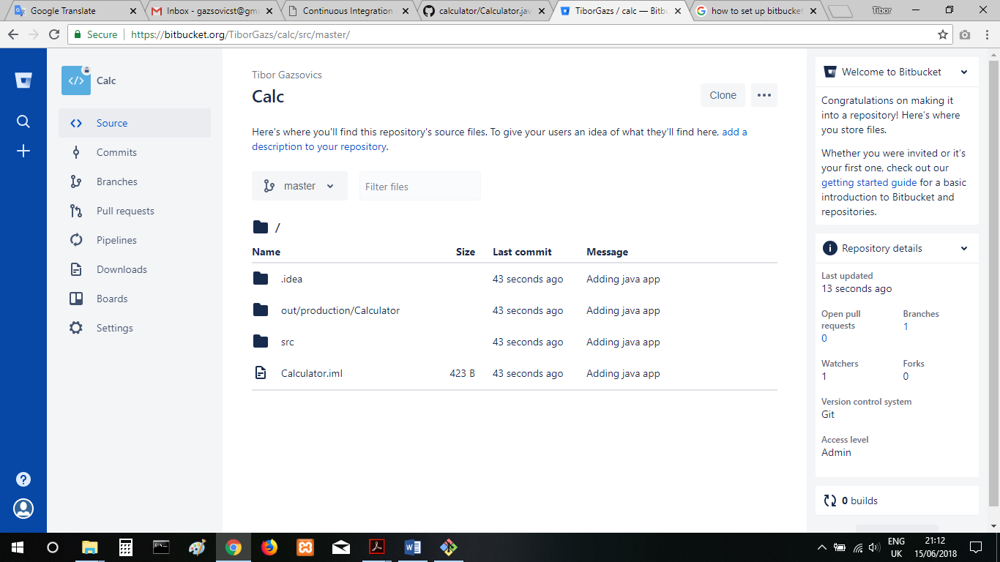 Google Translate
Inbox - gazsovicst@gma
Continuous Integration
calculator/Calculator.jav
TiborGazs / calc — Bitb
how to set up bitbucket
Tibor
Secure
https://bitbucket.org/TiborGazs/calc/src/master/
Calc
Source
Commits
Branches
Pull requests
Pipelines
Downloads
Boards
Settings
Tibor Gazsovics
Calc
Clone
Here's where you'll find this repository's source files. To give your users an idea of what they'll find here, add a
description to your repository.
master
Filter files
/
Name Size Last commit Message
.idea 43 seconds ago Adding java app
out/production/Calculator 43 seconds ago Adding java app
src 43 seconds ago Adding java app
Calculator.iml 423 B 43 seconds ago Adding java app
Welcome to Bitbucket
Congratulations on making it
into a repository! Here's where
you store files.
Whether you were invited or it's
your first one, check out our
getting started guide for a basic
introduction to Bitbucket and
repositories.
Repository details
Last updated
13 seconds ago
Open pull
requests
0
Branches
1
Watchers
1
Forks
0
Version control system
Git
Access level
Admin
0 builds
ENG
UK
21:12
15/06/2018